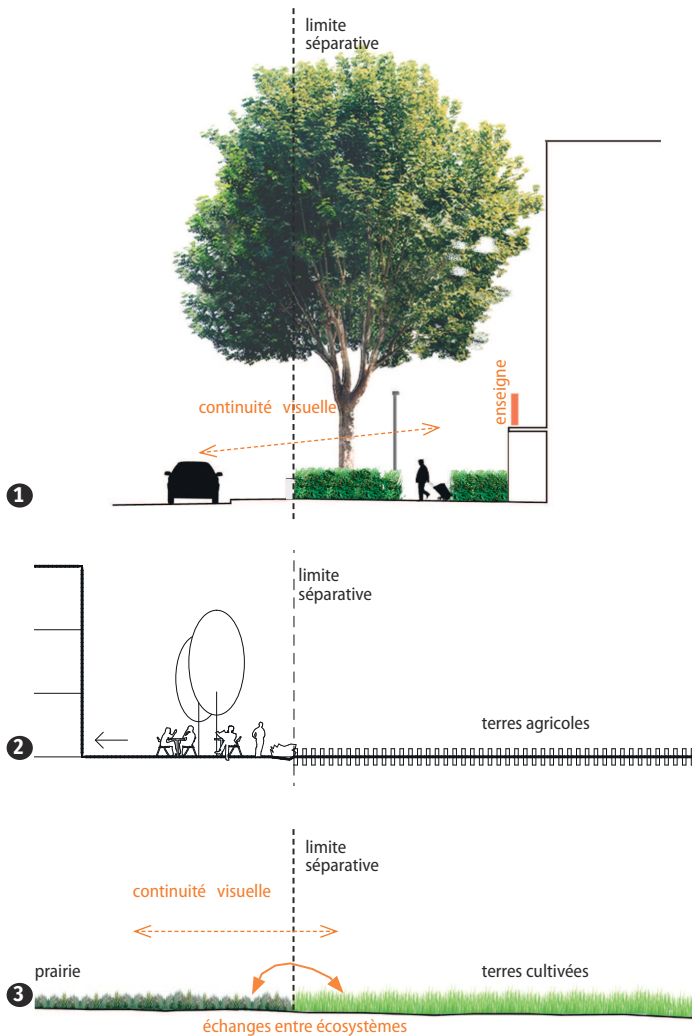 limite
séparative
continuité visuelle
enseigne
1
limite
séparative
terres agricoles
2
limite
séparative
continuité visuelle
prairie
terres cultivées
3
échanges entre écosystèmes